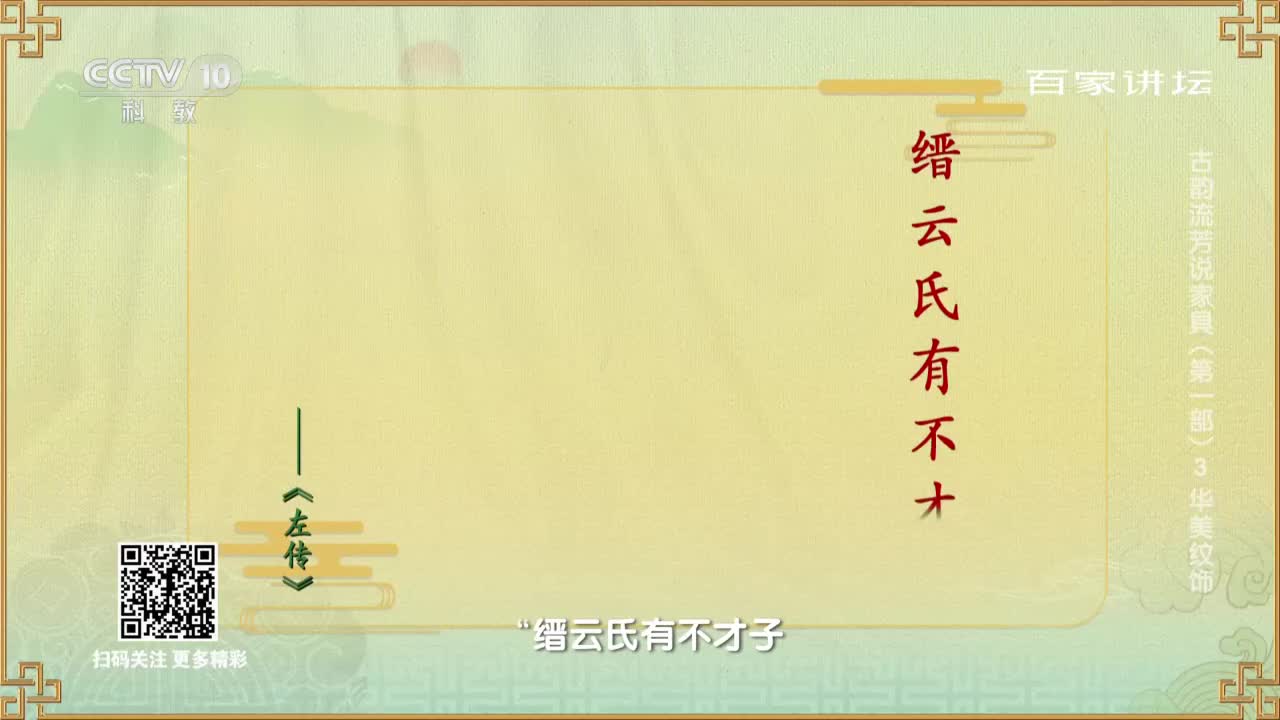 CCTV 10
科 教
百家讲坛
古韵流芳说家具（第一部）3 华美纹饰
缙云氏有不才
——《左传》
“缙云氏有不才子
扫码关注 更多精彩